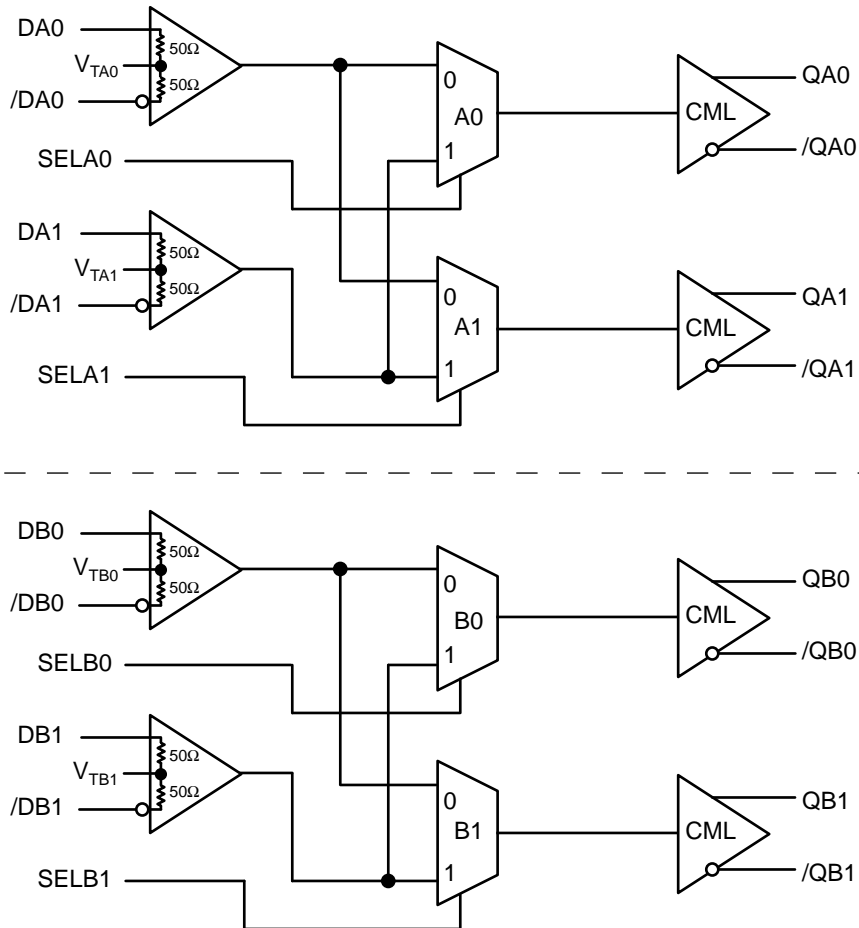 DA0
50Ω
VTA0
50Ω
/DA0
0
A0
1
CML
QA0
/QA0
SELA0
DA1
50Ω
VTA1
50Ω
/DA1
0
A1
1
CML
QA1
/QA1
SELA1
DB0
50Ω
VTB0
50Ω
/DB0
0
B0
1
CML
QB0
/QB0
SELB0
DB1
50Ω
VTB1
50Ω
/DB1
0
B1
1
CML
QB1
/QB1
SELB1